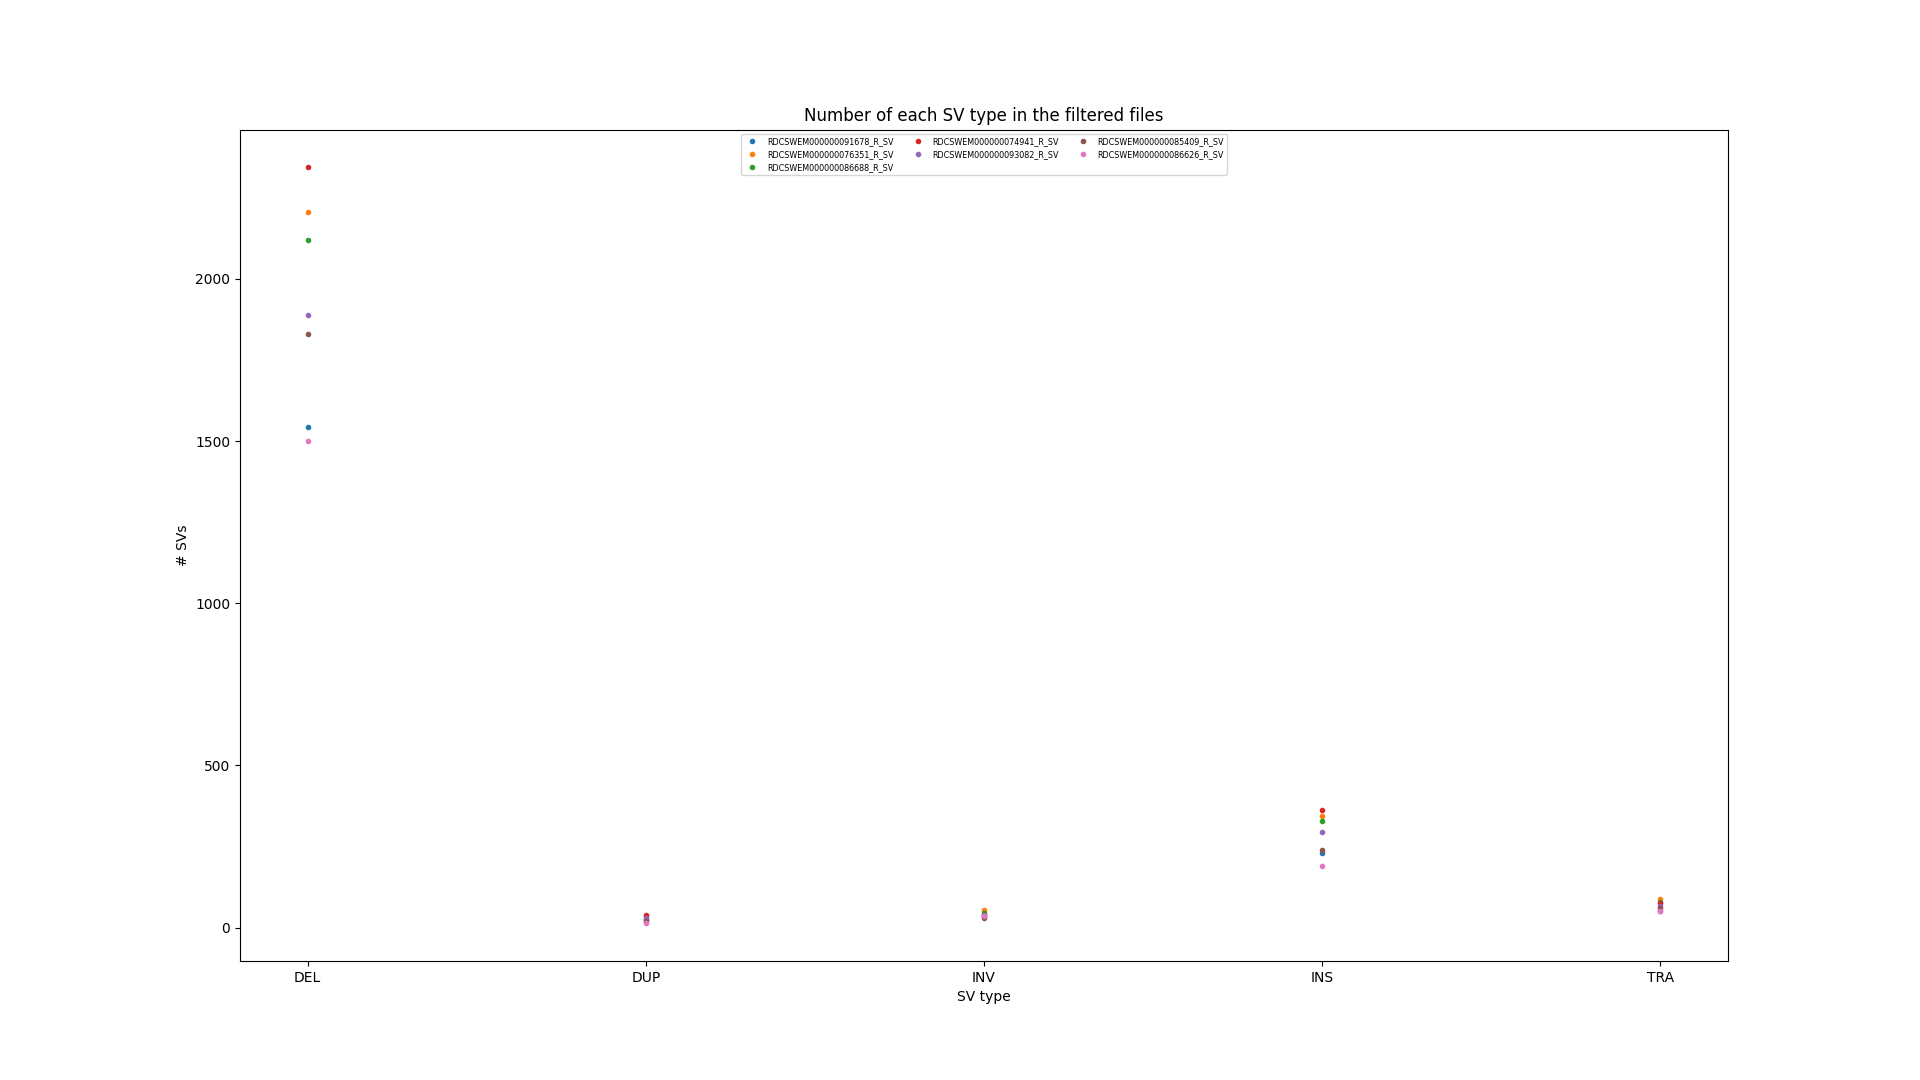 Number of each SV type in the filtered files
RDCSWEM000000091678_R_SV
RDCSWEM000000076351_R_SV
RDCSWEM000000086688_R_SV
RDCSWEM000000074941_R_SV
RDCSWEM000000093082_R_SV
RDCSWEM000000085409_R_SV
RDCSWEM000000086626_R_SV
# SVs
2000
1500
1000
500
0
DEL DUP INV INS TRA
SV type